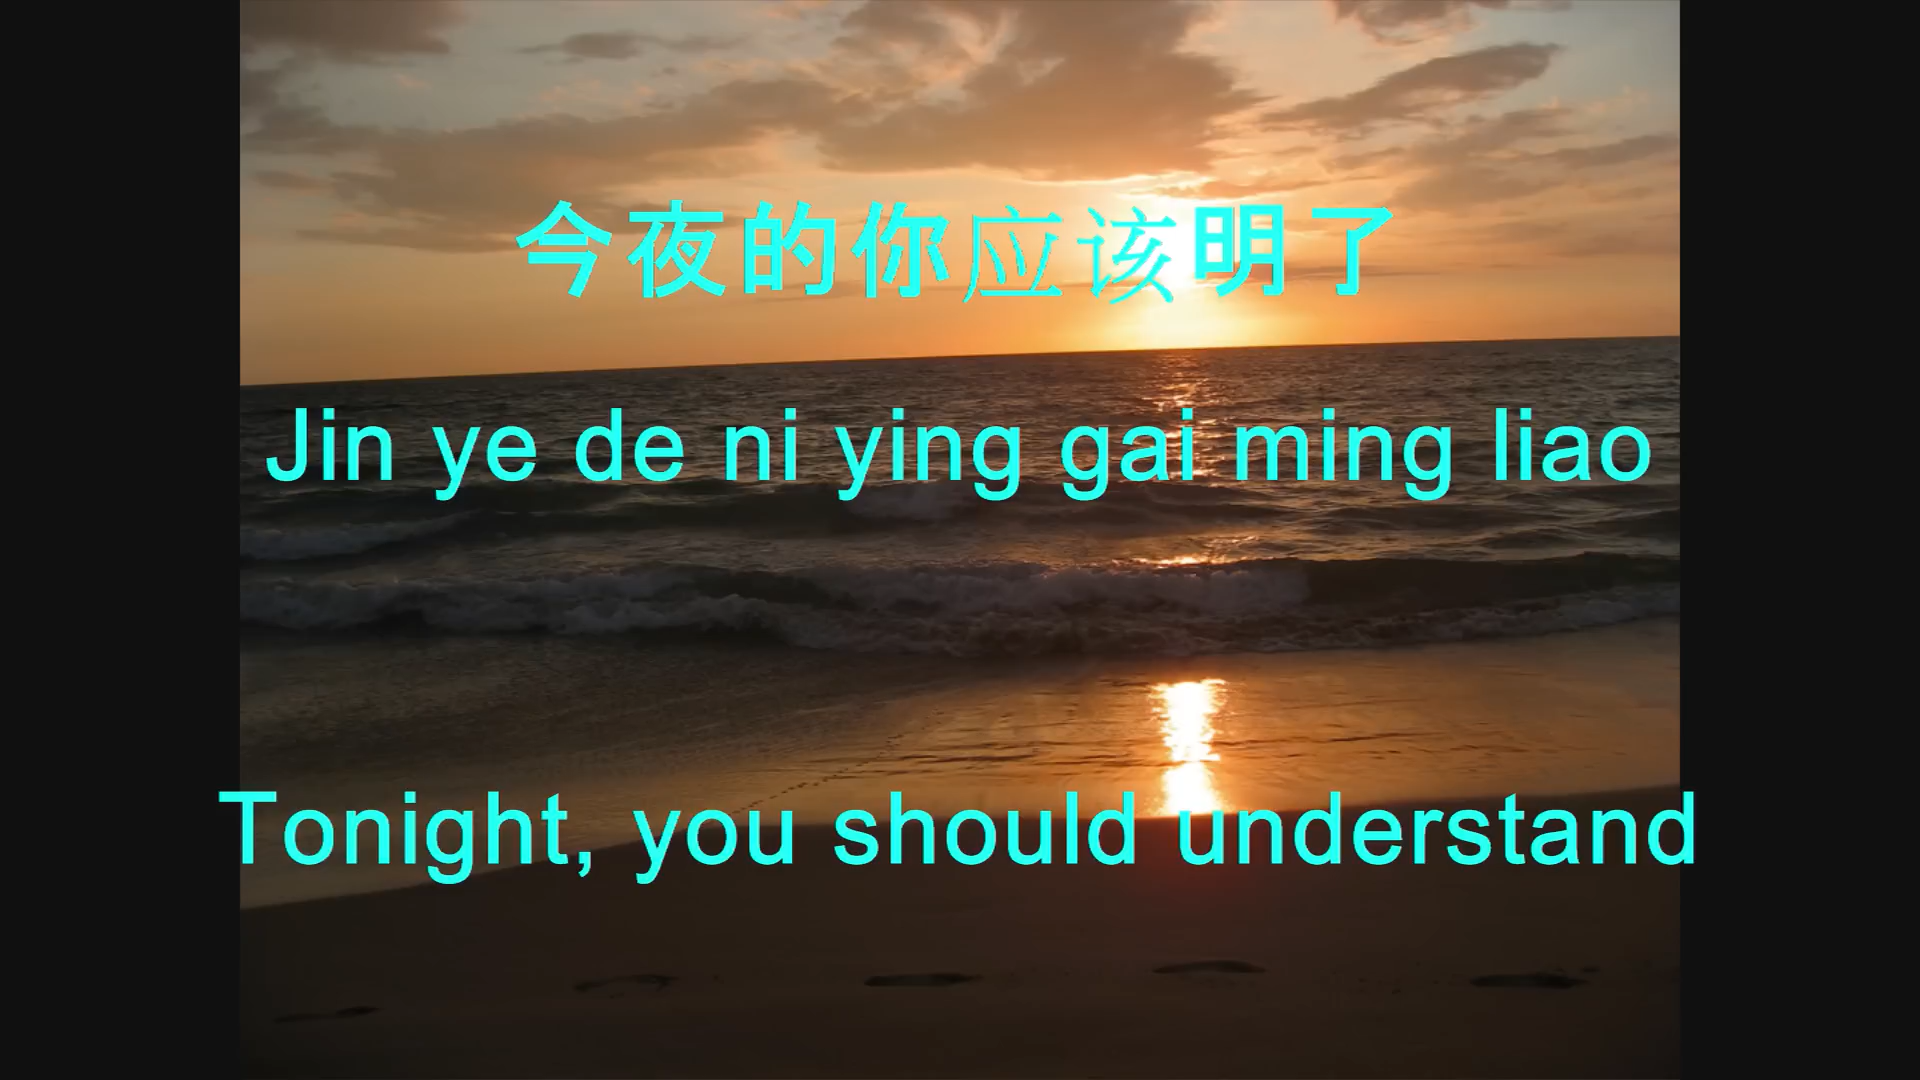 今夜的你应该明了
Jin ye de ni ying gai ming liao
Tonight, you should understand